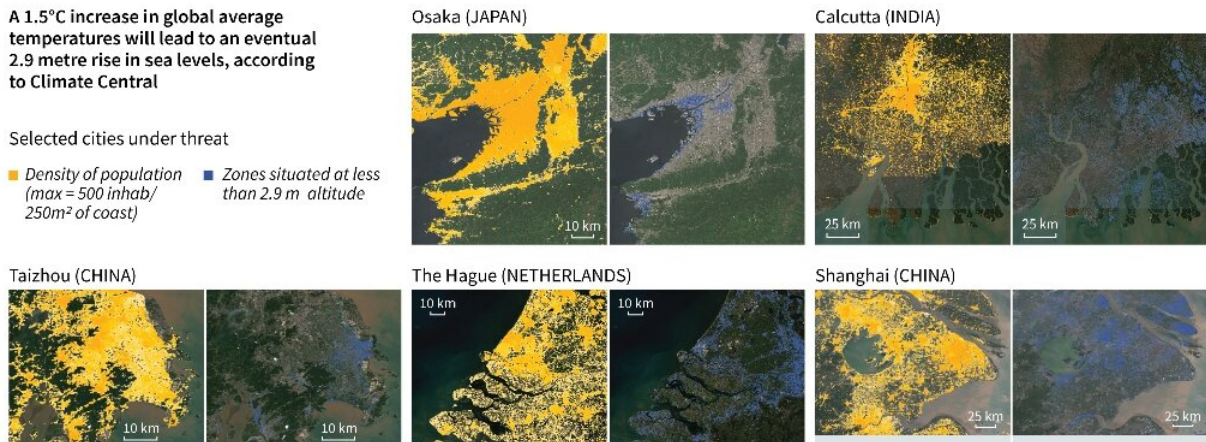 A 1.5°C increase in global average
temperatures will lead to an eventual
2.9 metre rise in sea levels, according
to Climate Central
Selected cities under threat
Density of population
(max = 500 inhab/
250m² of coast)
Zones situated at less
than 2.9 m altitude
Osaka (JAPAN)
10 km
10 km
Calcutta (INDIA)
25 km
25 km
Taizhou (CHINA)
10 km
10 km
The Hague (NETHERLANDS)
10 km
10 km
Shanghai (CHINA)
25 km
25 km